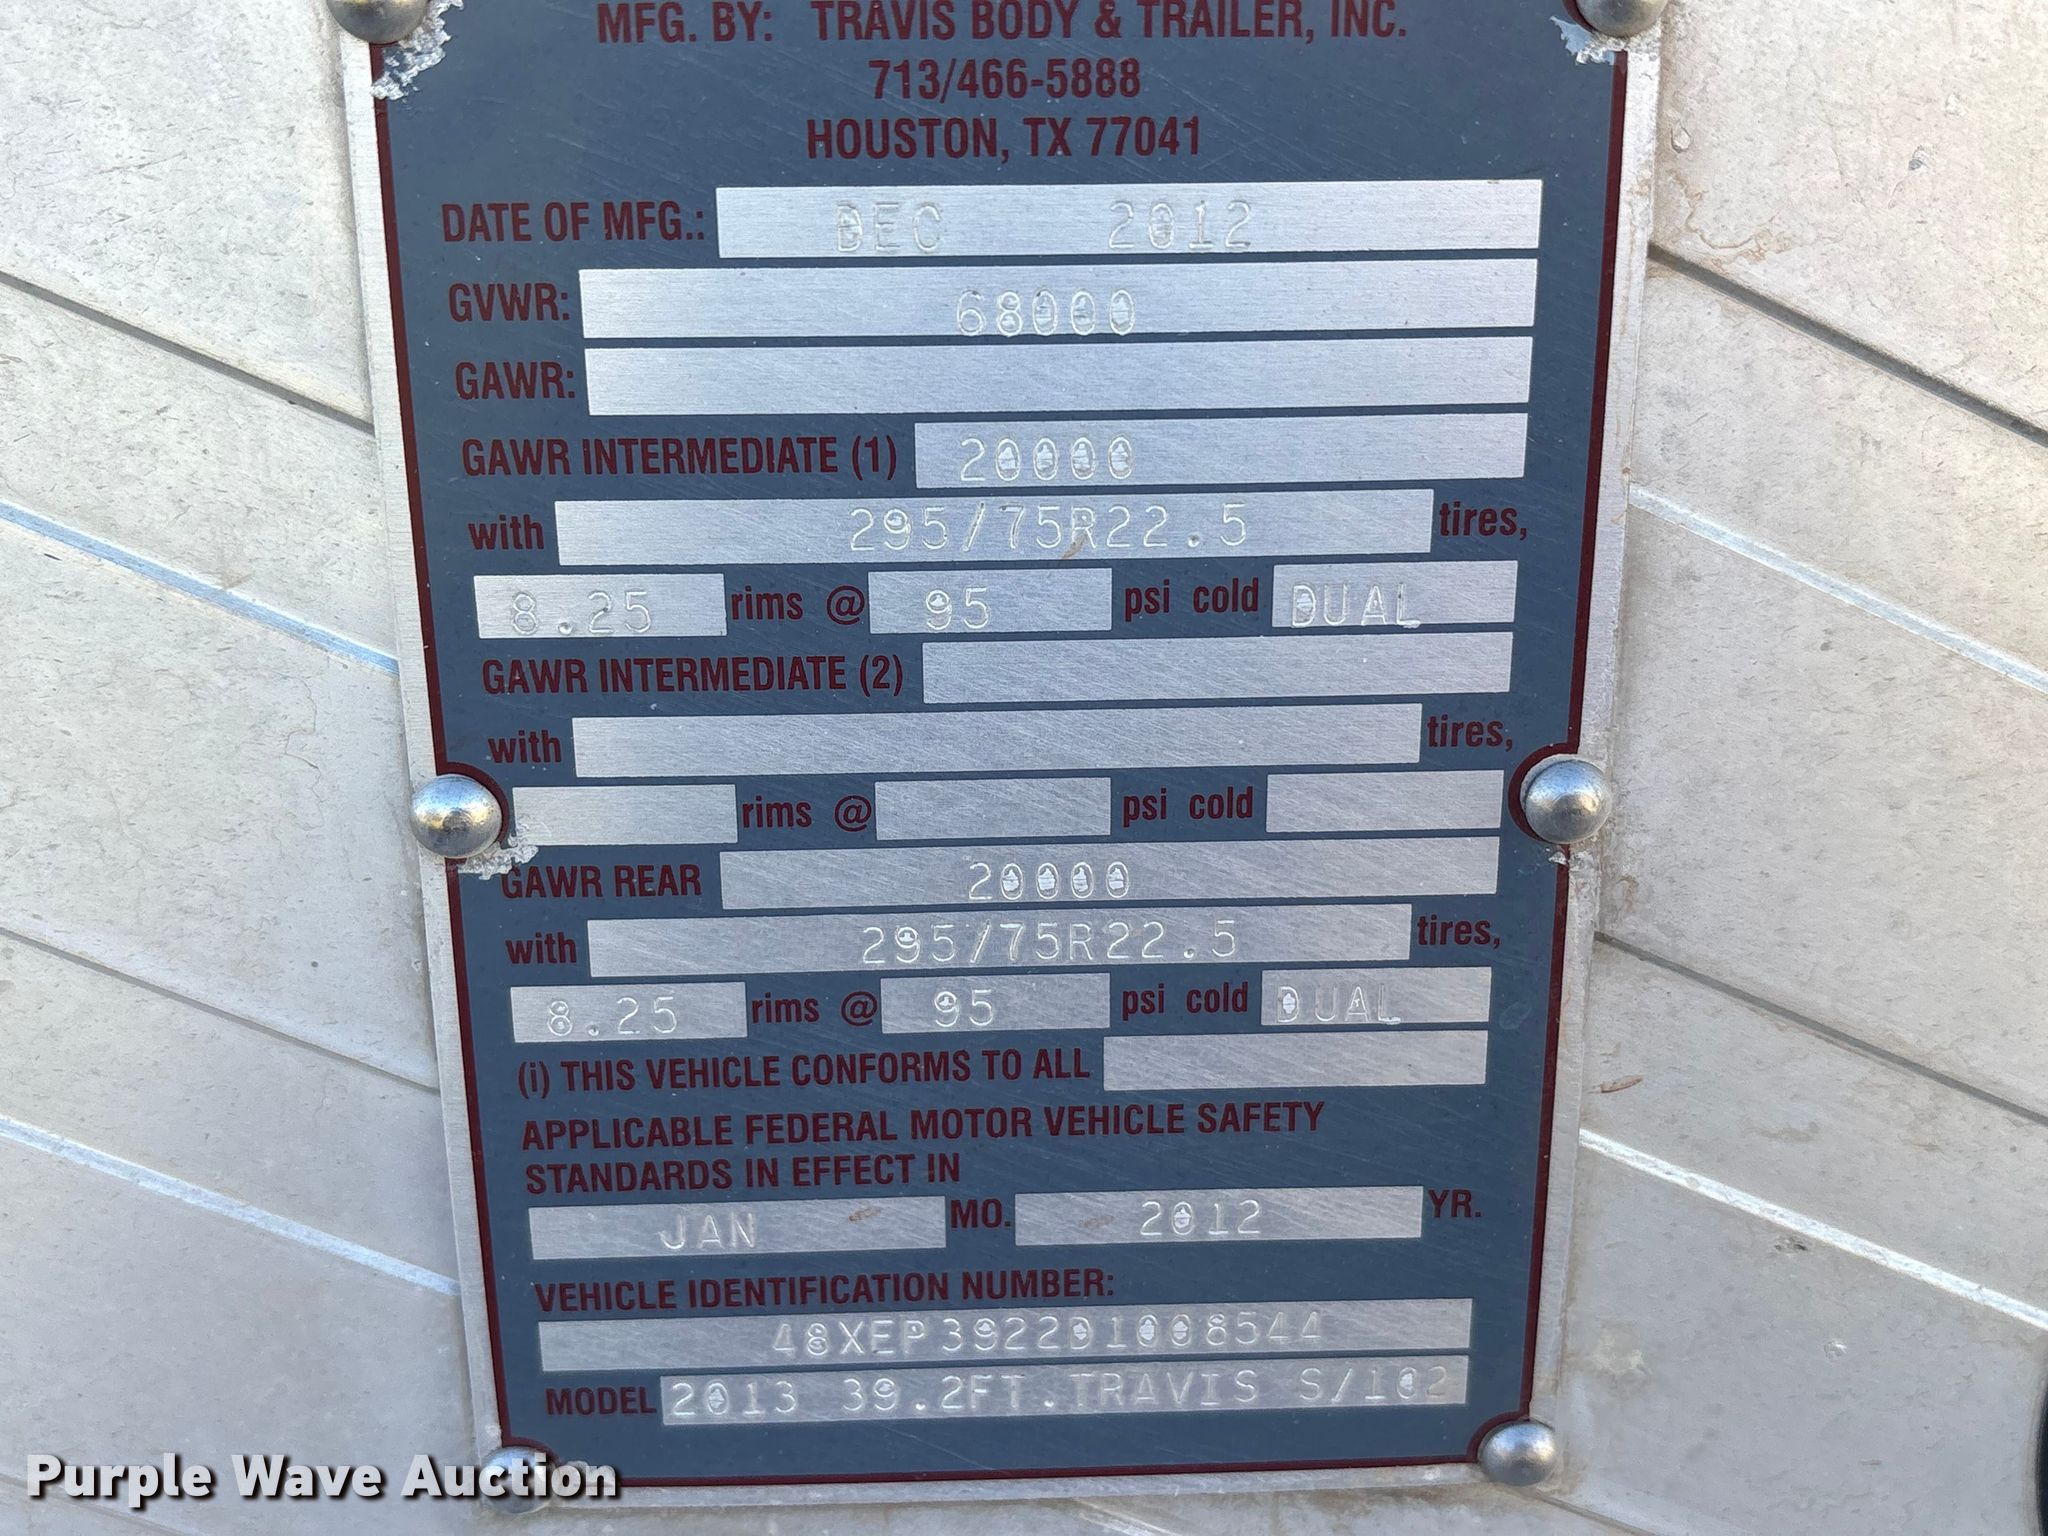 MFG. BY: TRAVIS BODY & TRAILER, INC.
713/466-5888
HOUSTON, TX 77041
DATE OF MFG.: DEC 2012
GVWR: 68000
GAWR:
GAWR INTERMEDIATE (1) 20000
with 295/75R22.5 tires,
8.25 rims @ 95 psi cold DUAL
GAWR INTERMEDIATE (2)
with tires,
rims @ psi cold
GAWR REAR 20000
with 295/75R22.5 tires,
8.25 rims @ 95 psi cold DUAL
(i) THIS VEHICLE CONFORMS TO ALL
APPLICABLE FEDERAL MOTOR VEHICLE SAFETY
STANDARDS IN EFFECT IN
JAN MO. 2012 YR.
VEHICLE IDENTIFICATION NUMBER:
48XEP3922D1008544
MODEL 2013 39.2FT.TRAVIS S/102
Purple Wave Auction